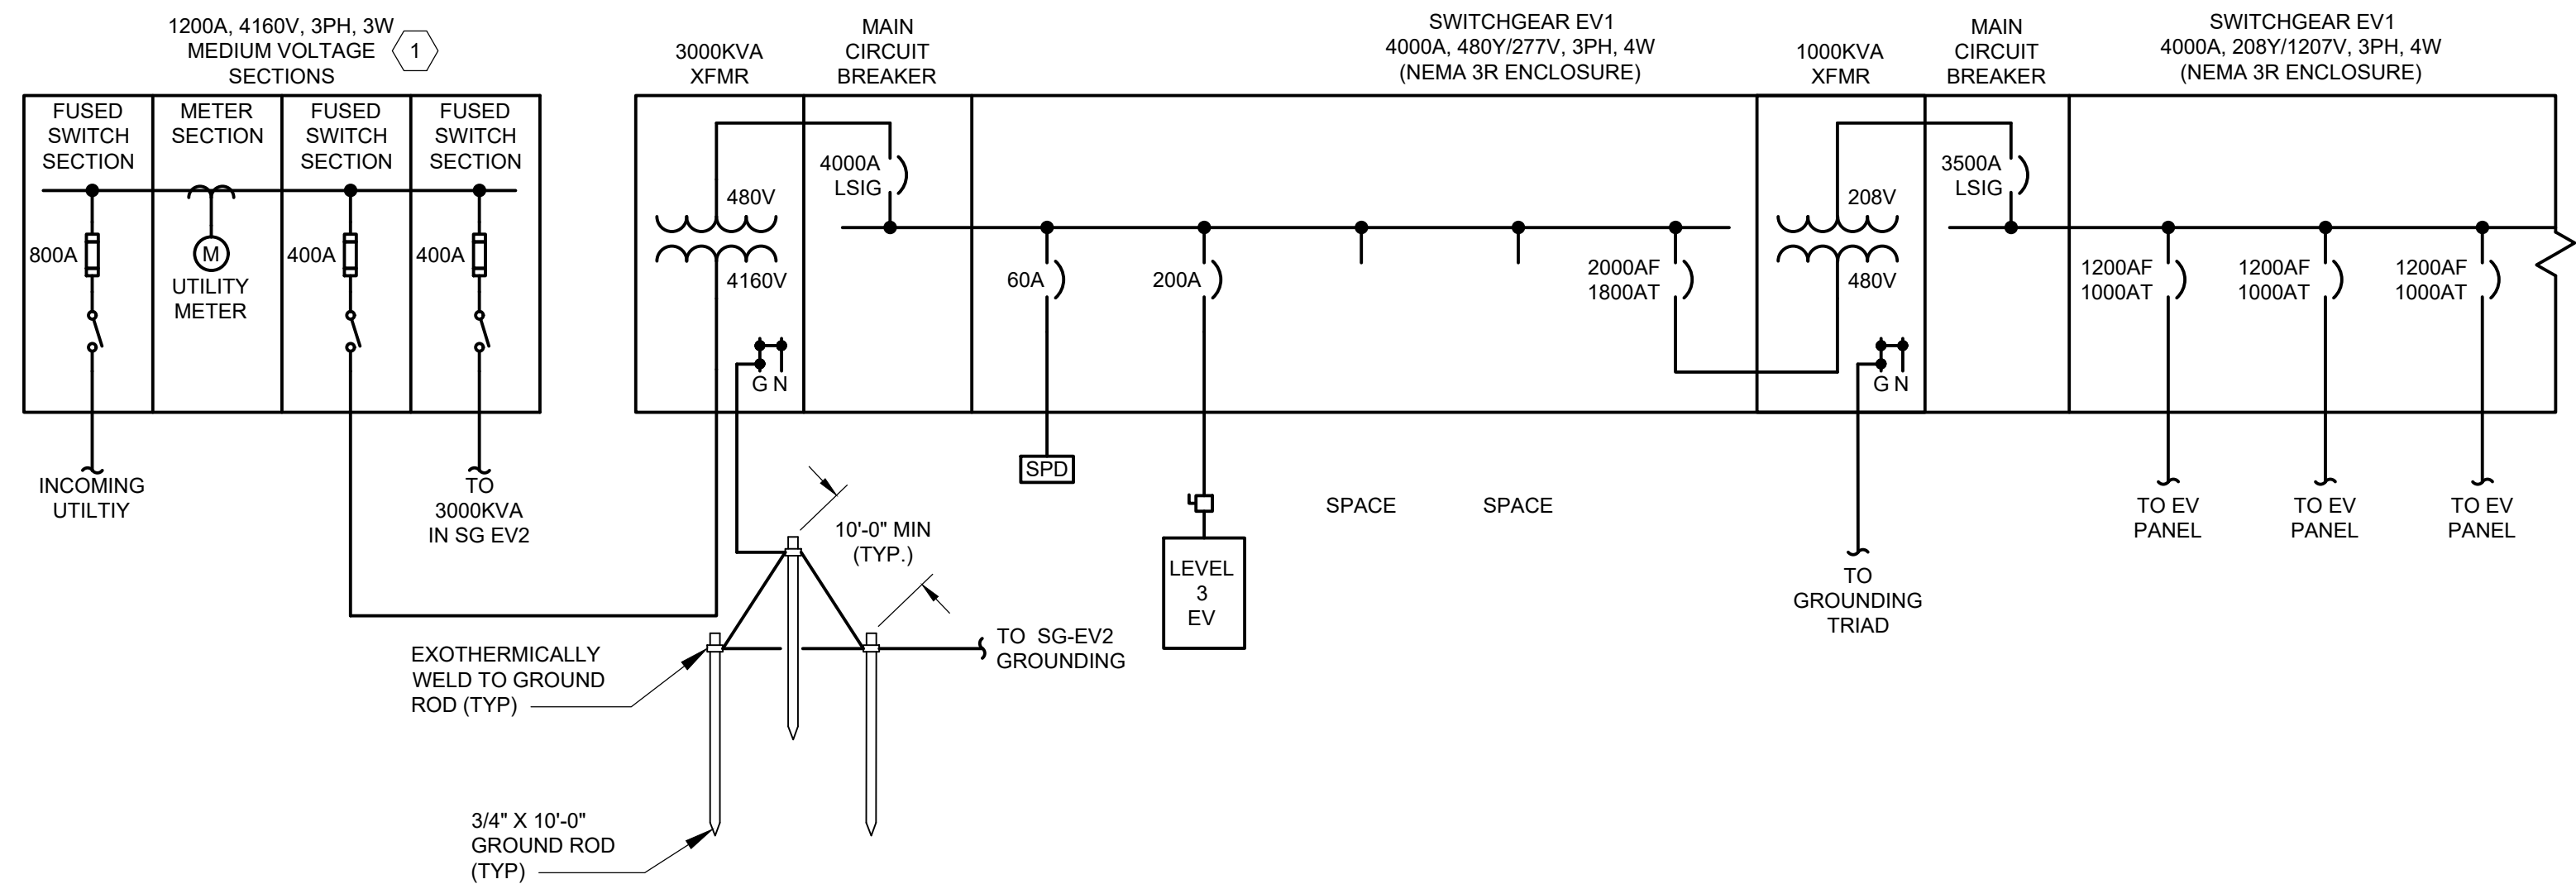 1200A, 4160V, 3PH, 3W
MEDIUM VOLTAGE
SECTIONS
1
3000KVA
XFMR
MAIN
CIRCUIT
BREAKER
SWITCHGEAR EV1
4000A, 480Y/277V, 3PH, 4W
(NEMA 3R ENCLOSURE)
1000KVA
XFMR
MAIN
CIRCUIT
BREAKER
SWITCHGEAR EV1
4000A, 208Y/1207V, 3PH, 4W
(NEMA 3R ENCLOSURE)
FUSED
SWITCH
SECTION
METER
SECTION
FUSED
SWITCH
SECTION
FUSED
SWITCH
SECTION
800A
M
UTILITY
METER
400A
400A
480V
4160V
G N
4000A
LSIG
60A
200A
2000AF
1800AT
208V
480V
G N
3500A
LSIG
1200AF
1000AT
1200AF
1000AT
1200AF
1000AT
INCOMING
UTILTIY
TO
3000KVA
IN SG EV2
SPD
LEVEL
3
EV
SPACE
SPACE
TO
GROUNDING
TRIAD
TO EV
PANEL
TO EV
PANEL
TO EV
PANEL
10'-0" MIN
(TYP.)
TO SG-EV2
GROUNDING
EXOTHERMICALLY
WELD TO GROUND
ROD (TYP)
3/4" X 10'-0"
GROUND ROD
(TYP)